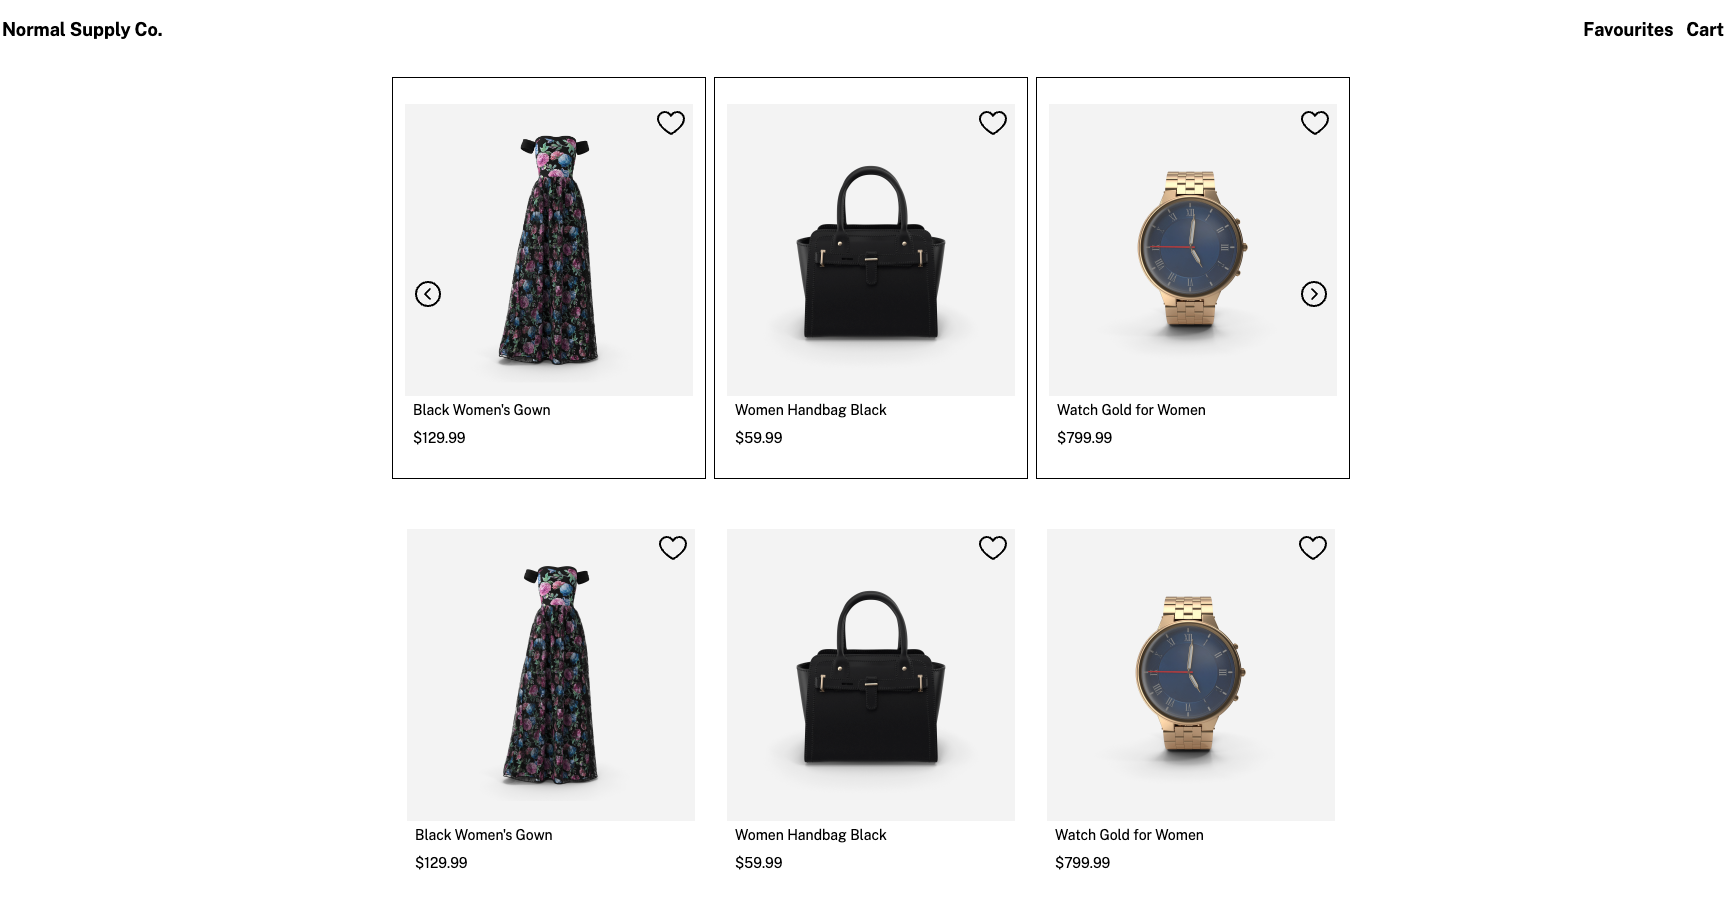 Normal Supply Co.
Favourites Cart
Black Women's Gown
$129.99
Women Handbag Black
$59.99
Watch Gold for Women
$799.99
Black Women's Gown
$129.99
Women Handbag Black
$59.99
Watch Gold for Women
$799.99